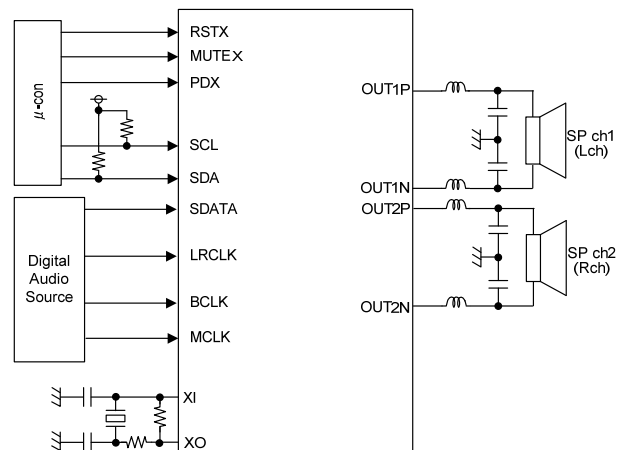 μ-con
RSTX
MUTEX
PDX
SCL
SDA
Digital
Audio
Source
SDATA
LRCLK
BCLK
MCLK
XI
XO
OUT1P
OUT1N
OUT2P
OUT2N
SP ch1
(Lch)
SP ch2
(Rch)